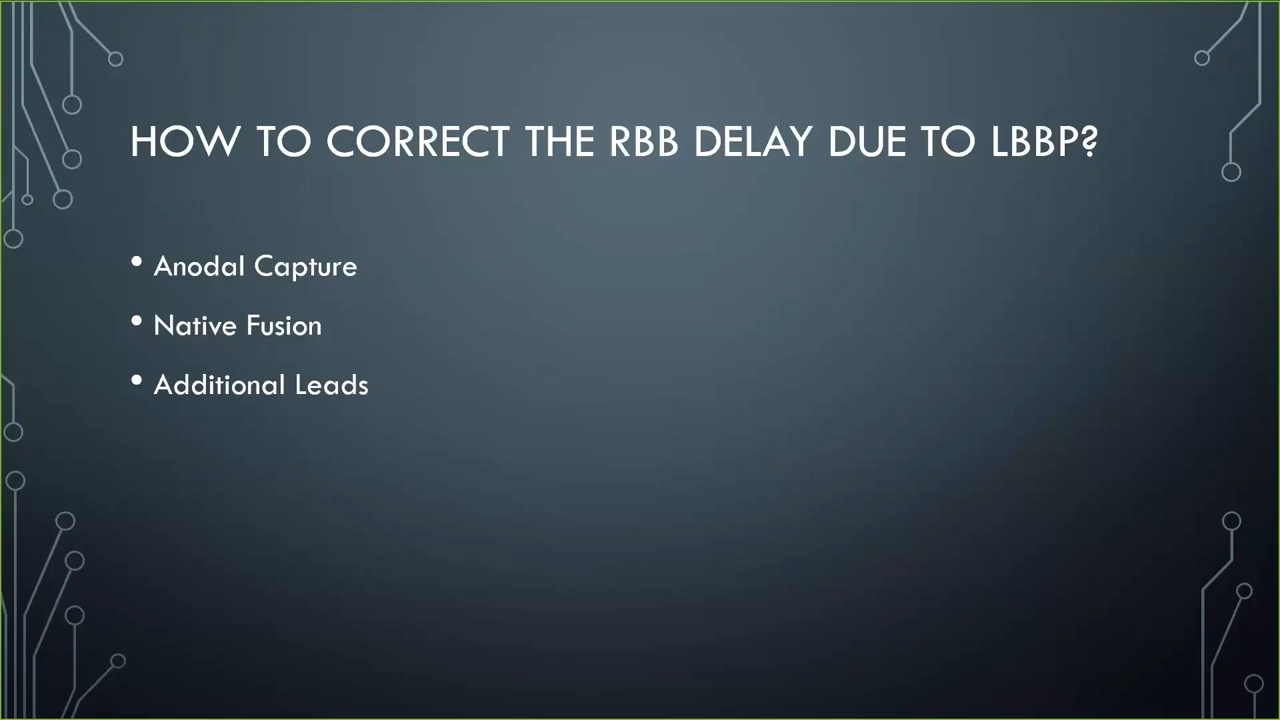 HOW TO CORRECT THE RBB DELAY DUE TO LBBP?
• Anodal Capture
• Native Fusion
• Additional Leads